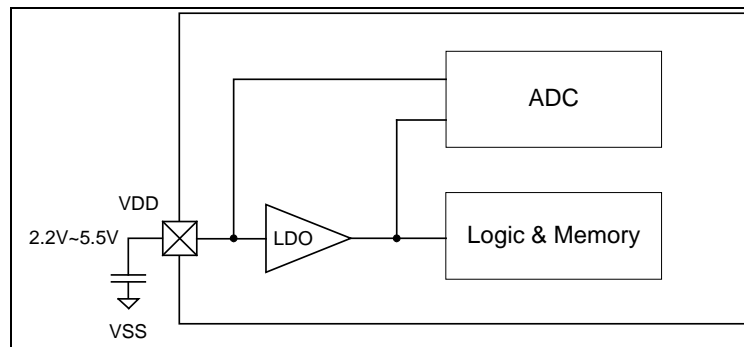 ADC
VDD
2.2V~5.5V
LDO
Logic & Memory
VSS